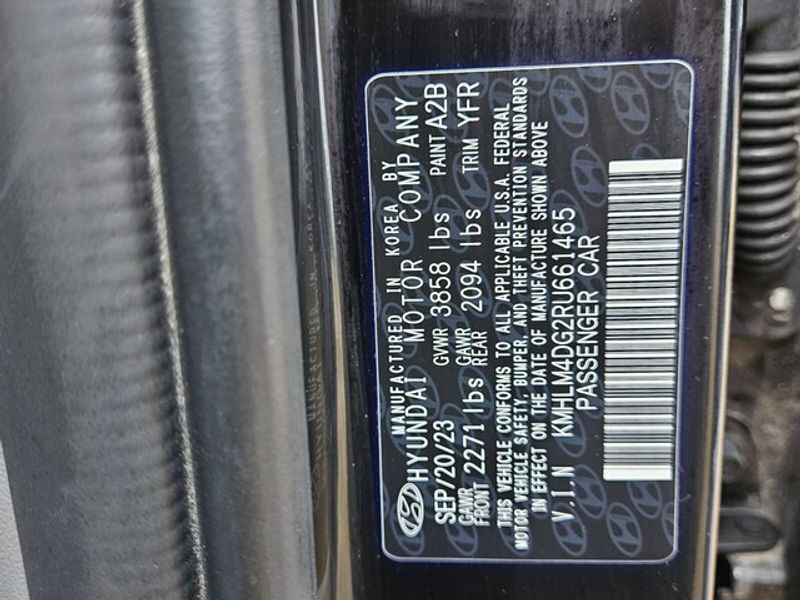 MANUFACTURED IN KOREA BY
HYUNDAI MOTOR COMPANY
SEP/20/23 GVWR 3858 lbs PAINT A2B
GAWR FRONT 2271 lbs GAWR REAR 2094 lbs TRIM YFR
THIS VEHICLE CONFORMS TO ALL APPLICABLE U.S.A. FEDERAL
MOTOR VEHICLE SAFETY, BUMPER, AND THEFT PREVENTION STANDARDS
IN EFFECT ON THE DATE OF MANUFACTURE SHOWN ABOVE
V.I.N KMHLM4DG2RU661465
PASSENGER CAR